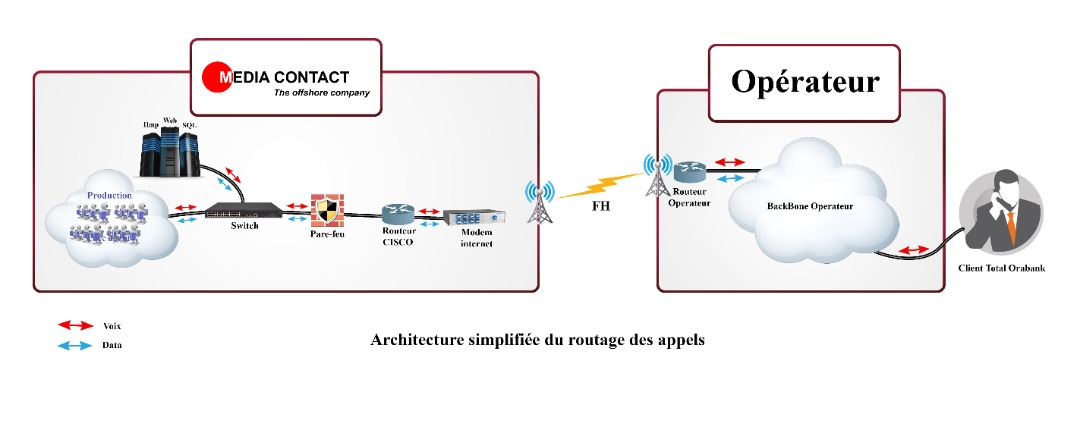 MEDIA CONTACT
The offshore company
Opérateur
Hmp Web SQL
Production
Switch
Pare-feu
Routeur
CISCO
Modem
internet
FH
Routeur
Operateur
BackBone Operateur
Client Total Orabank
Voix
Data
Architecture simplifiée du routage des appels